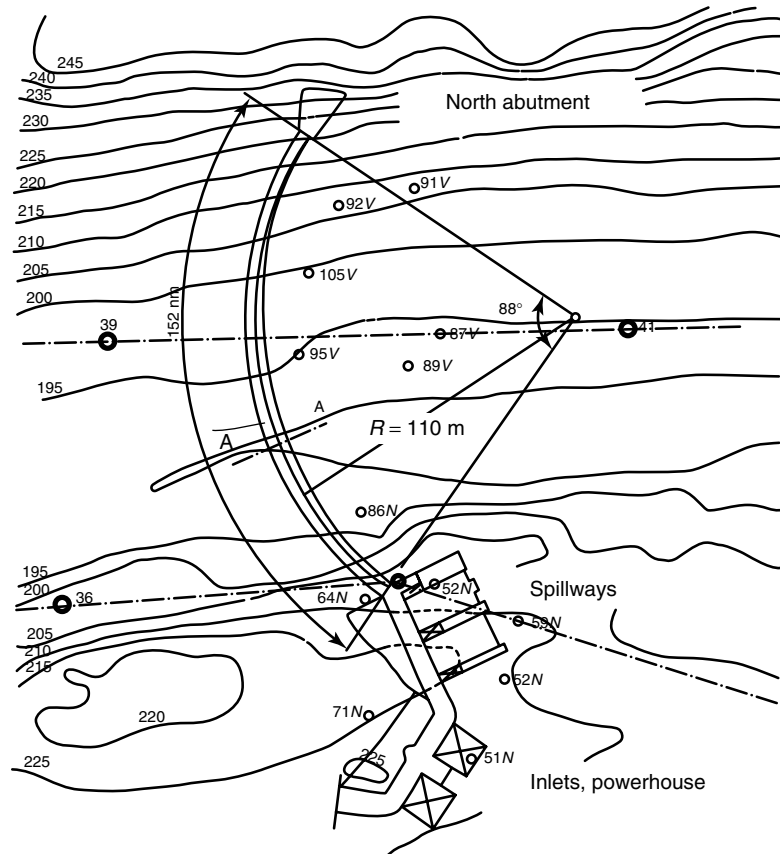 245
240
235
230
225
220
215
210
205
200
195
North abutment
91V
92V
105V
88°
39
152 nm
87V
41
95V
89V
A
A
R = 110 m
86N
195
200
36
205
210
215
64N
52N
Spillways
59N
52N
220
71N
225
225
51N
Inlets, powerhouse